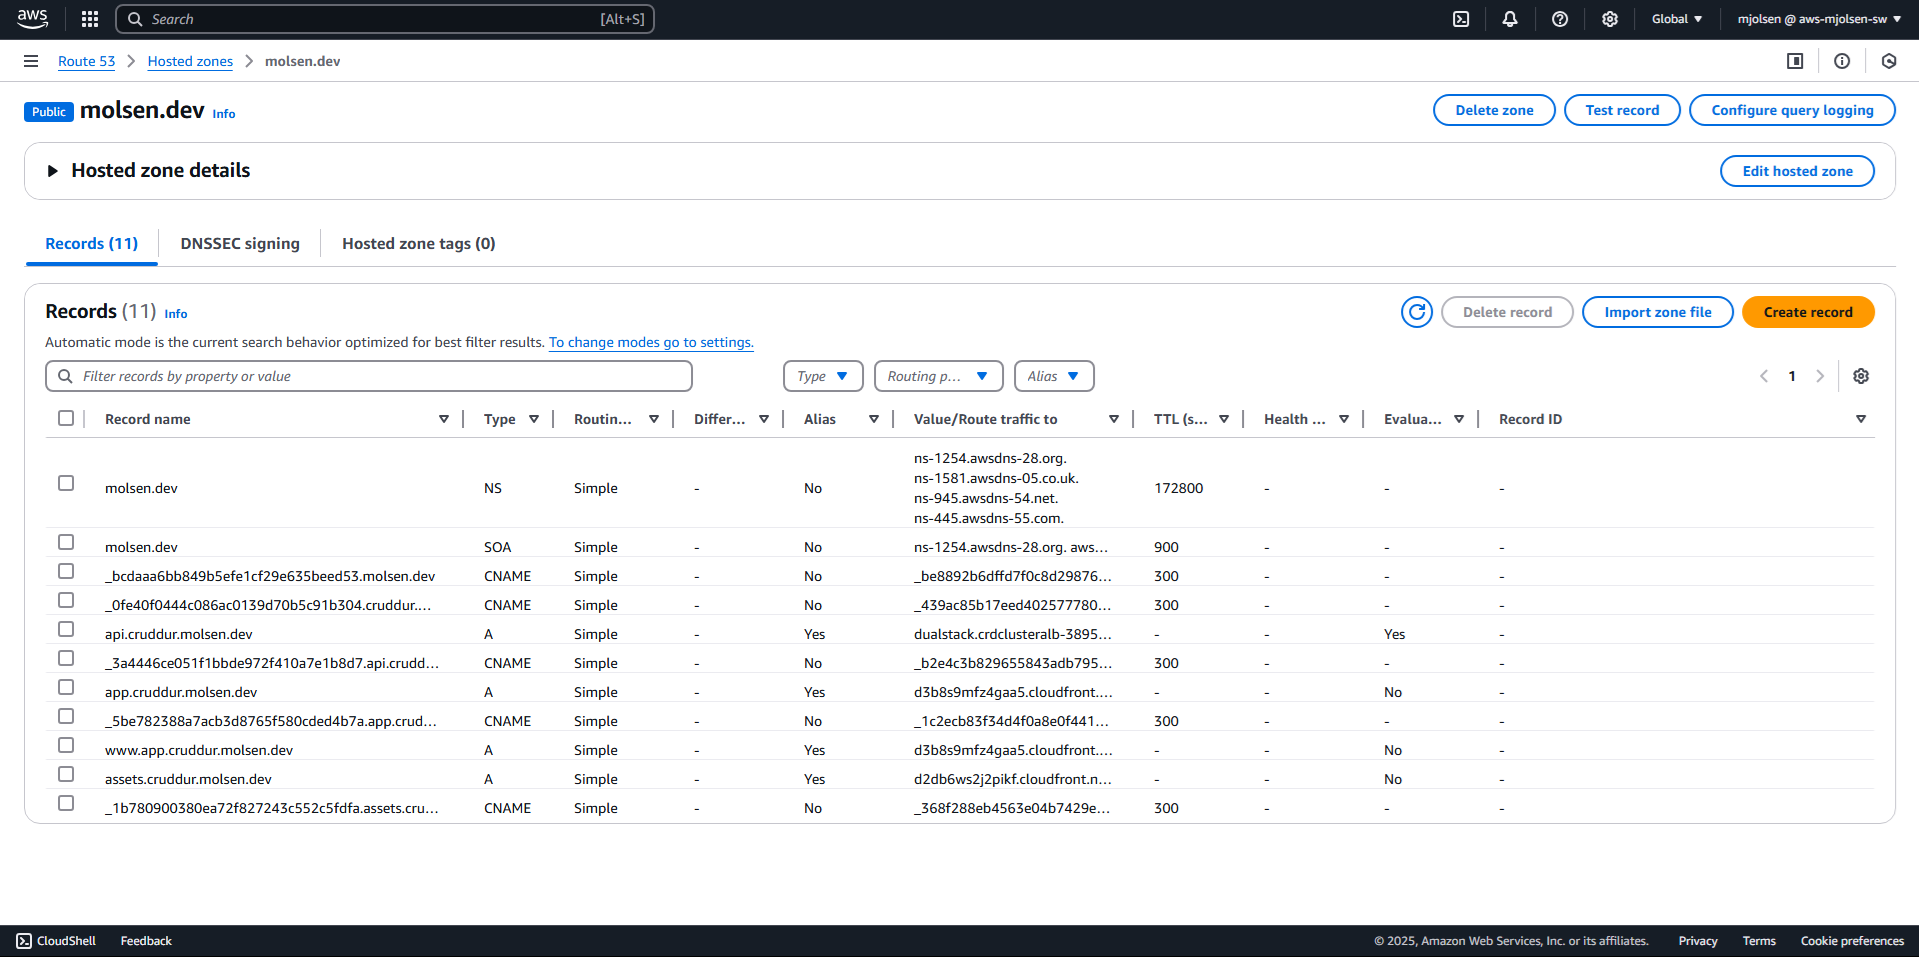 aws
Search [Alt+S] Global mjolsen @ aws-mjolsen-sw
Route 53 Hosted zones molsen.dev
Public molsen.dev Info Delete zone Test record Configure query logging
Hosted zone details Edit hosted zone
Records (11) DNSSEC signing Hosted zone tags (0)
Records (11) Info Delete record Import zone file Create record
Automatic mode is the current search behavior optimized for best filter results. To change modes go to settings.
Filter records by property or value Type Routing p... Alias 1
Record name Type Routin... Differ... Alias Value/Route traffic to TTL (s... Health ... Evalua... Record ID
molsen.dev NS Simple - No ns-1254.awsdns-28.org. 172800 - - -
ns-1581.awsdns-05.co.uk.
ns-945.awsdns-54.net.
ns-445.awsdns-55.com.
molsen.dev SOA Simple - No ns-1254.awsdns-28.org. aws... 900 - - -
_bcdaaa6bb849b5efe1cf29e635beed53.molsen.dev CNAME Simple - No _be8892b6dffd7f0c8d29876... 300 - - -
_0fe40f0444c086ac0139d70b5c91b304.cruddur.... CNAME Simple - No _439ac85b17eed402577780... 300 - - -
api.cruddur.molsen.dev A Simple - Yes dualstack.crdclusteralb-3895... - - Yes -
_3a4446ce051f1bbde972f410a7e1b8d7.api.crudd... CNAME Simple - No _b2e4c3b829655843adb795... 300 - - -
app.cruddur.molsen.dev A Simple - Yes d3b8s9mfz4gaa5.cloudfront.... - - No -
_5be782388a7acb3d8765f580cded4b7a.app.crud... CNAME Simple - No _1c2ecb83f34d4f0a8e0f441... 300 - - -
www.app.cruddur.molsen.dev A Simple - Yes d3b8s9mfz4gaa5.cloudfront.... - - No -
assets.cruddur.molsen.dev A Simple - Yes d2db6ws2j2pikf.cloudfront.n... - - No -
_1b780900380ea72f827243c552c5fdfa.assets.cru... CNAME Simple - No _368f288eb4563e04b7429e... 300 - - -
CloudShell Feedback © 2025, Amazon Web Services, Inc. or its affiliates. Privacy Terms Cookie preferences